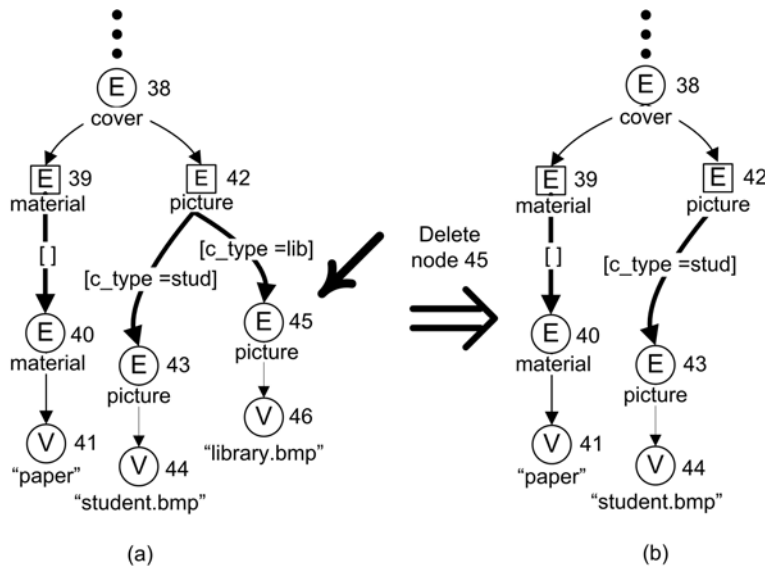 E 38
cover
E 39
material
E 42
picture
[ ]
[c_type =stud]
[c_type =lib]
E 40
material
E 43
picture
E 45
picture
V 41
"paper"
V 44
"student.bmp"
V 46
"library.bmp"
(a)
Delete
node 45
E 38
cover
E 39
material
E 42
picture
[ ]
[c_type =stud]
E 40
material
E 43
picture
V 41
"paper"
V 44
"student.bmp"
(b)